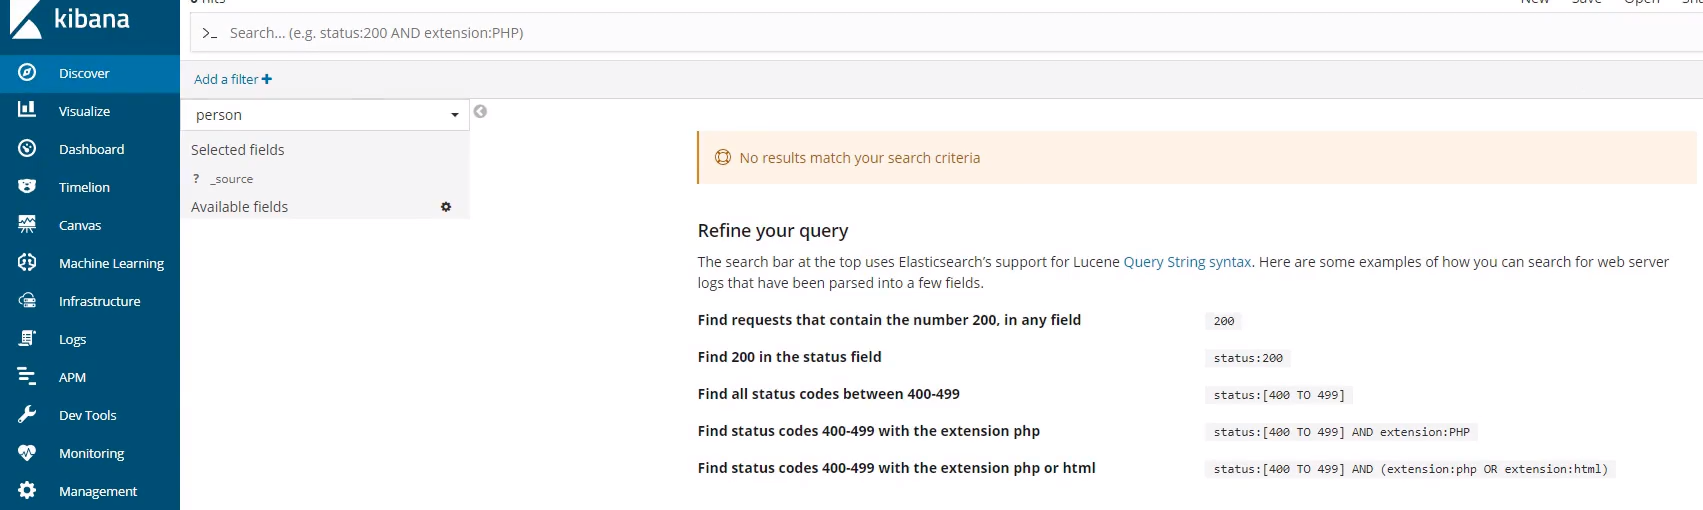 kibana
Discover
Visualize
Dashboard
Timelion
Canvas
Machine Learning
Infrastructure
Logs
APM
Dev Tools
Monitoring
Management
New Save Open
>_ Search... (e.g. status:200 AND extension:PHP)
Add a filter +
person
Selected fields
? _source
Available fields
No results match your search criteria
Refine your query
The search bar at the top uses Elasticsearch's support for Lucene Query String syntax. Here are some examples of how you can search for web server
logs that have been parsed into a few fields.
Find requests that contain the number 200, in any field 200
Find 200 in the status field status:200
Find all status codes between 400-499 status:[400 TO 499]
Find status codes 400-499 with the extension php status:[400 TO 499] AND extension:PHP
Find status codes 400-499 with the extension php or html status:[400 TO 499] AND (extension:php OR extension:html)